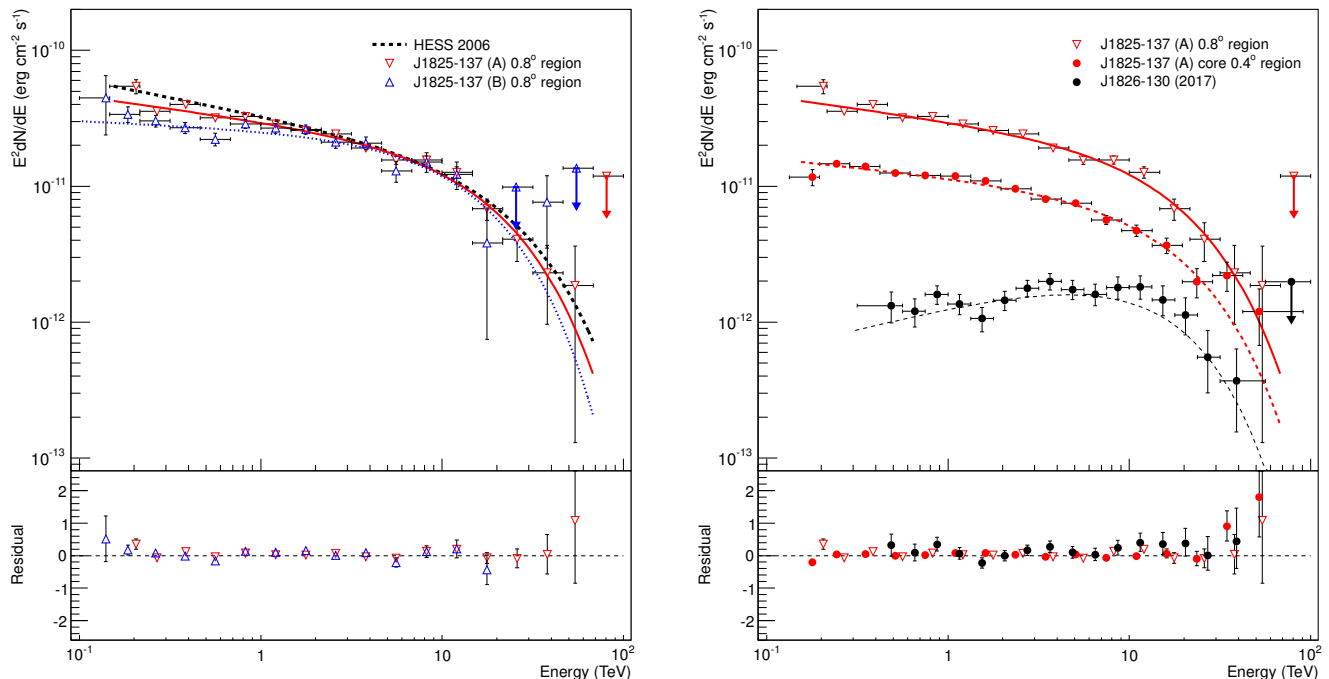 E²dN/dE (erg cm⁻² s⁻¹)
10⁻¹⁰
10⁻¹¹
10⁻¹²
10⁻¹³
HESS 2006
J1825-137 (A) 0.8° region
J1825-137 (B) 0.8° region
Residual
2
1
0
-1
-2
10⁻¹ 1 10 10²
Energy (TeV)
E²dN/dE (erg cm⁻² s⁻¹)
10⁻¹⁰
10⁻¹¹
10⁻¹²
10⁻¹³
J1825-137 (A) 0.8° region
J1825-137 (A) core 0.4° region
J1826-130 (2017)
Residual
2
1
0
-1
-2
10⁻¹ 1 10 10²
Energy (TeV)